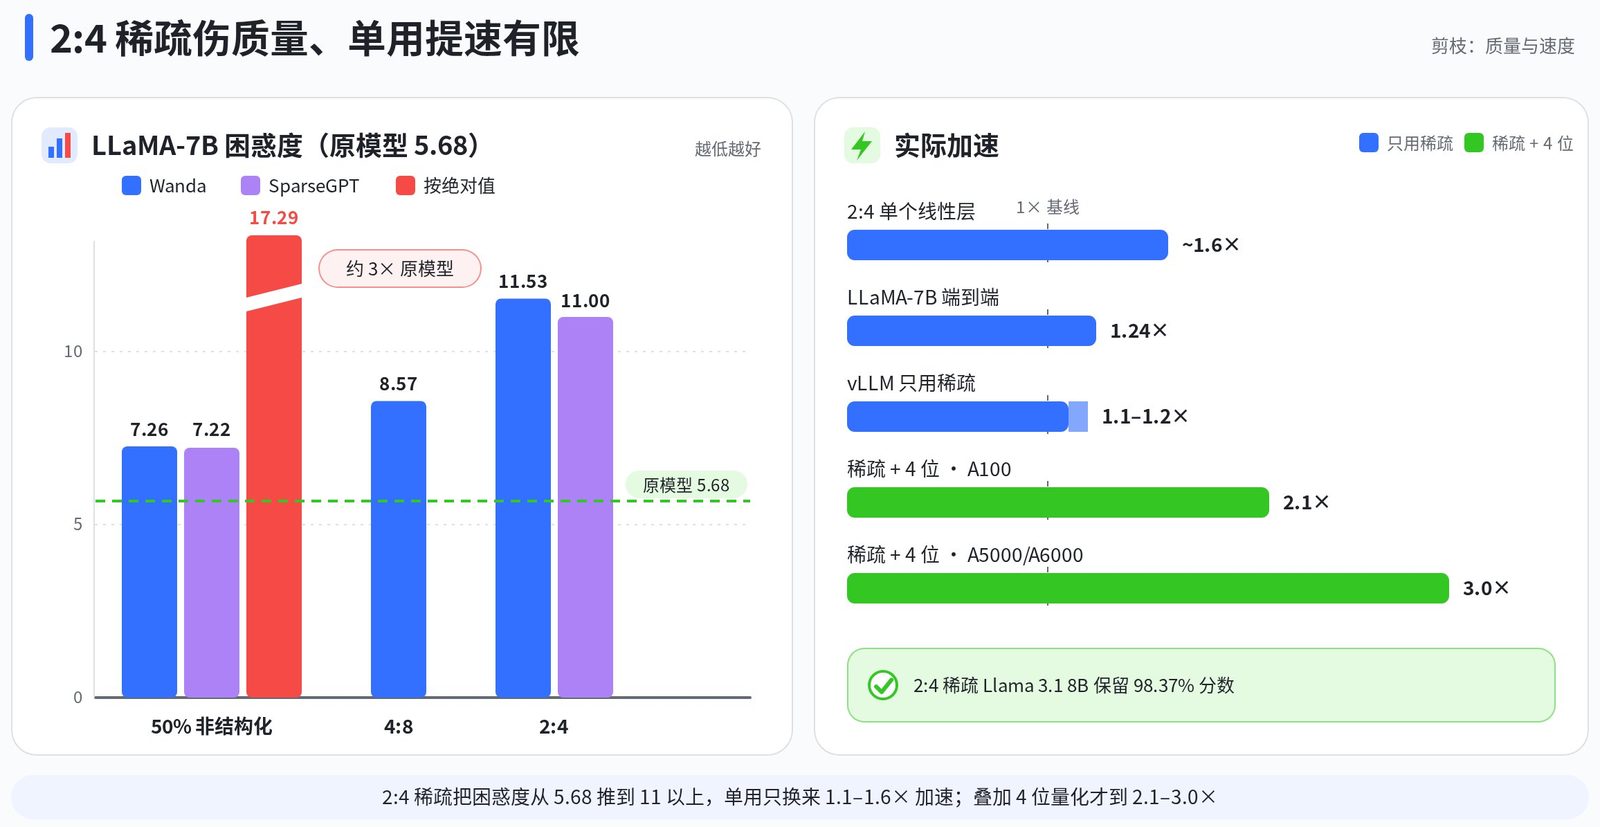 2:4 稀疏伤质量、单用提速有限
剪枝：质量与速度
LLaMA-7B 困惑度（原模型 5.68）
越低越好
Wanda
SparseGPT
按绝对值
17.29
约 3× 原模型
11.53
11.00
10
8.57
7.26
7.22
原模型 5.68
5
0
50% 非结构化
4:8
2:4
实际加速
只用稀疏
稀疏 + 4 位
2:4 单个线性层
1× 基线
~1.6×
LLaMA-7B 端到端
1.24×
vLLM 只用稀疏
1.1–1.2×
稀疏 + 4 位 · A100
2.1×
稀疏 + 4 位 · A5000/A6000
3.0×
2:4 稀疏 Llama 3.1 8B 保留 98.37% 分数
2:4 稀疏把困惑度从 5.68 推到 11 以上，单用只换来 1.1–1.6× 加速；叠加 4 位量化才到 2.1–3.0×